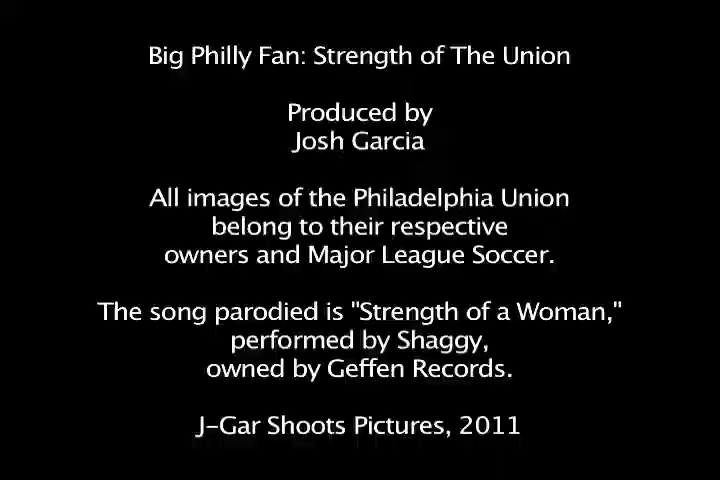 Big Philly Fan: Strength of The Union
Produced by
Josh Garcia
All images of the Philadelphia Union
belong to their respective
owners and Major League Soccer.
The song parodied is "Strength of a Woman,"
performed by Shaggy,
owned by Geffen Records.
J-Gar Shoots Pictures, 2011